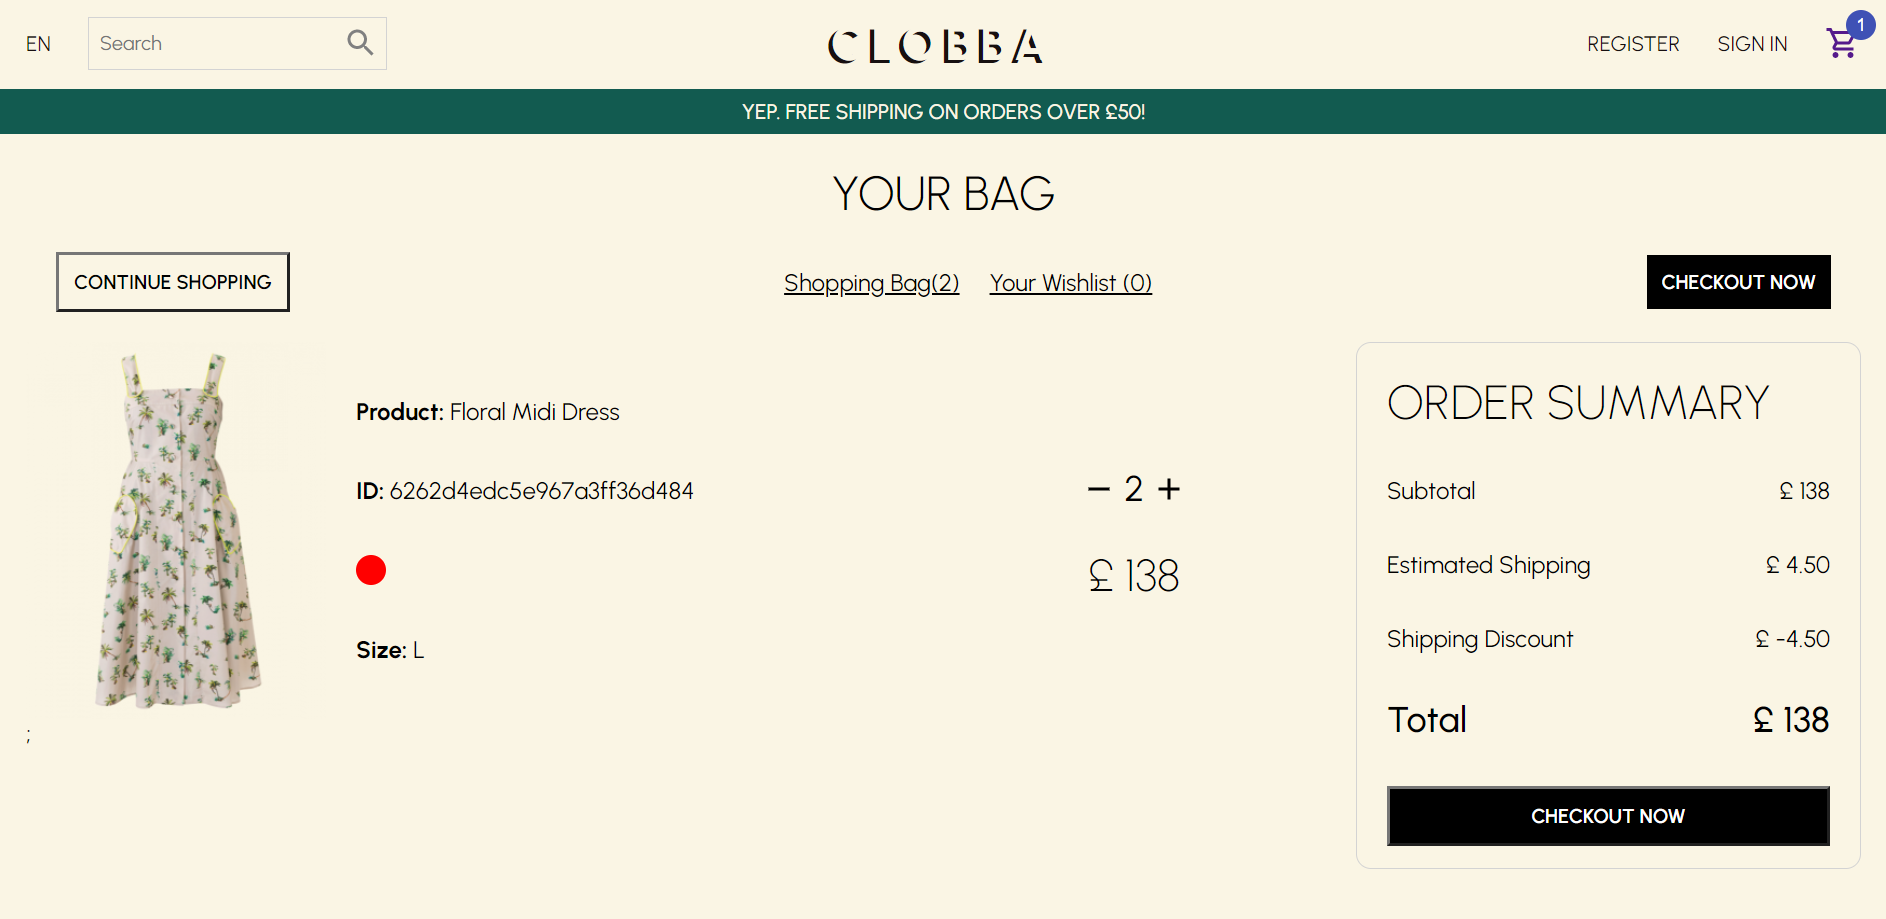 EN
Search
CLOBBA
REGISTER
SIGN IN
1
YEP. FREE SHIPPING ON ORDERS OVER £50!
YOUR BAG
CONTINUE SHOPPING
Shopping Bag(2)
Your Wishlist (0)
CHECKOUT NOW
Product: Floral Midi Dress
ID: 6262d4edc5e967a3ff36d484
Size: L
− 2 +
£ 138
;
ORDER SUMMARY
Subtotal £ 138
Estimated Shipping £ 4.50
Shipping Discount £ -4.50
Total £ 138
CHECKOUT NOW